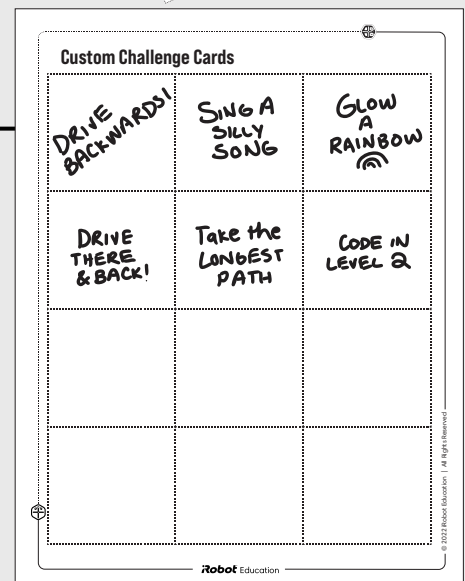 Custom Challenge Cards
DRIVE
BACKWARDS!
SING A
SILLY
SONG
GLOW
A
RAINBOW
DRIVE
THERE
& BACK!
Take the
LONGEST
PATH
CODE IN
LEVEL 2
© 2022 iRobot Education | All Rights Reserved
iRobot Education